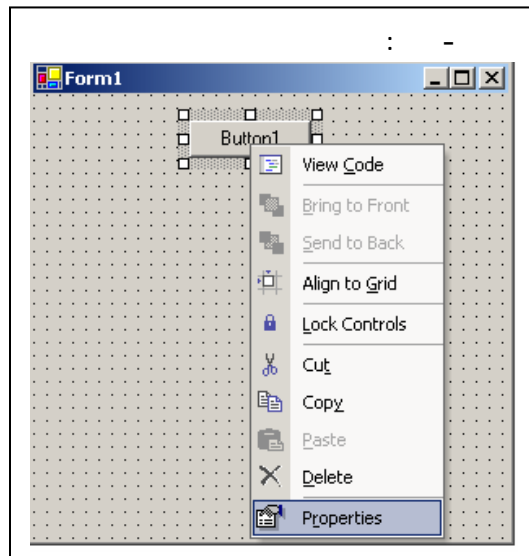 : -
Form1
Button1
View Code
Bring to Front
Send to Back
Align to Grid
Lock Controls
Cut
Copy
Paste
Delete
Properties